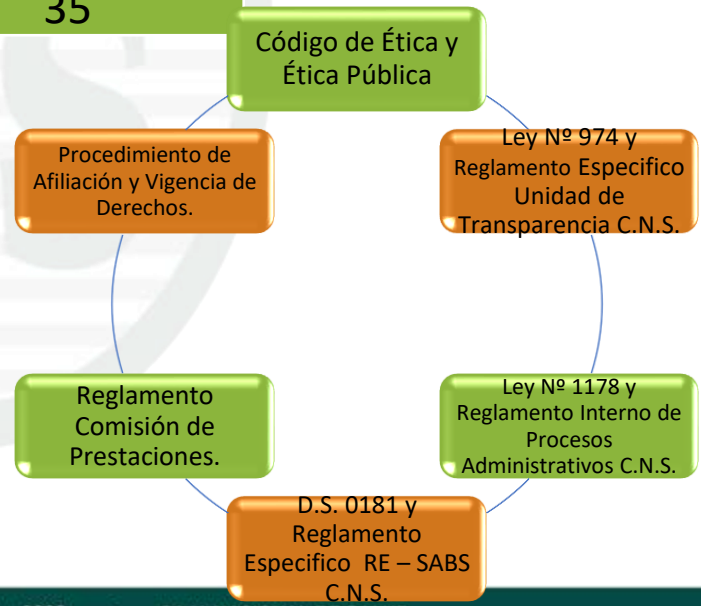 35
Código de Ética y
Ética Pública
Ley Nº 974 y
Reglamento Especifico
Unidad de
Transparencia C.N.S.
Ley Nº 1178 y
Reglamento Interno de
Procesos
Administrativos C.N.S.
D.S. 0181 y
Reglamento
Especifico RE – SABS
C.N.S.
Reglamento
Comisión de
Prestaciones.
Procedimiento de
Afiliación y Vigencia de
Derechos.